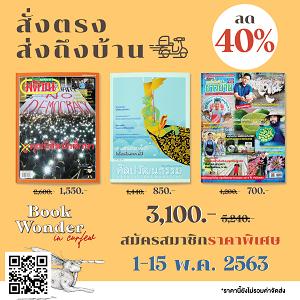 สั่งตรง
ส่งถึงบ้าน
ลด
40%
NO
DEMOCRACY
ศิลปวัฒนธรรม
2,600.- 1,550.-
1,440. 850.-
1,200. 700.-
Book
Wonder
in curfew
3,100.- 5,240.-
สมัครสมาชิกราคาพิเศษ
1-15 พ.ค. 2563
*ราคานี้ยังไม่รวมค่าจัดส่ง